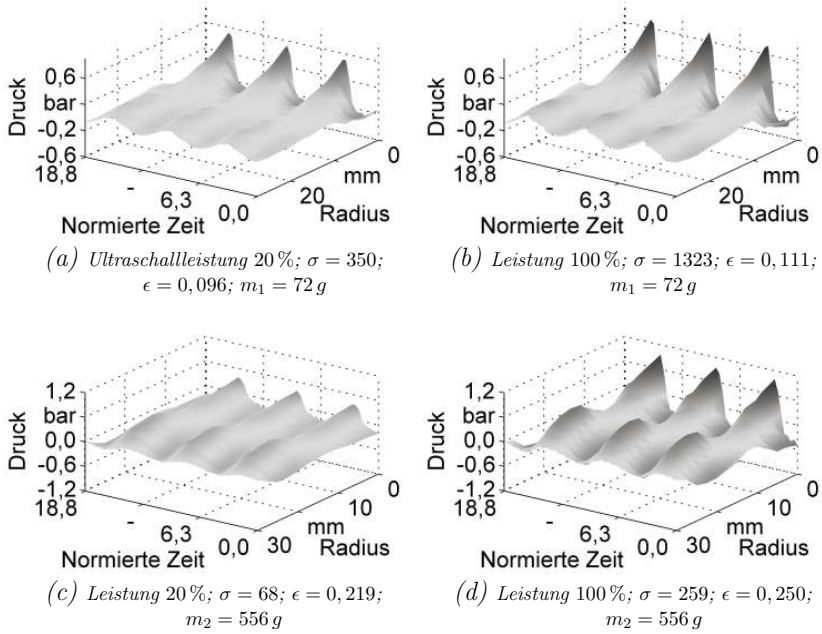 Druck
0,6
bar
-0,2
-0,6
18,8
-
6,3
0,0
Normierte Zeit
20
mm
0
Radius
(a) Ultraschallleistung 20 %; σ = 350;
ϵ = 0,096; m₁ = 72 g
Druck
0,6
bar
-0,2
-0,6
18,8
-
6,3
0,0
Normierte Zeit
20
mm
0
Radius
(b) Leistung 100 %; σ = 1323; ϵ = 0,111;
m₁ = 72 g
Druck
1,2
bar
0,0
-0,6
-1,2
18,8
-
6,3
0,0
Normierte Zeit
30
mm
10
0
Radius
(c) Leistung 20 %; σ = 68; ϵ = 0,219;
m₂ = 556 g
Druck
1,2
bar
0,0
-0,6
-1,2
18,8
-
6,3
0,0
Normierte Zeit
30
mm
10
0
Radius
(d) Leistung 100 %; σ = 259; ϵ = 0,250;
m₂ = 556 g